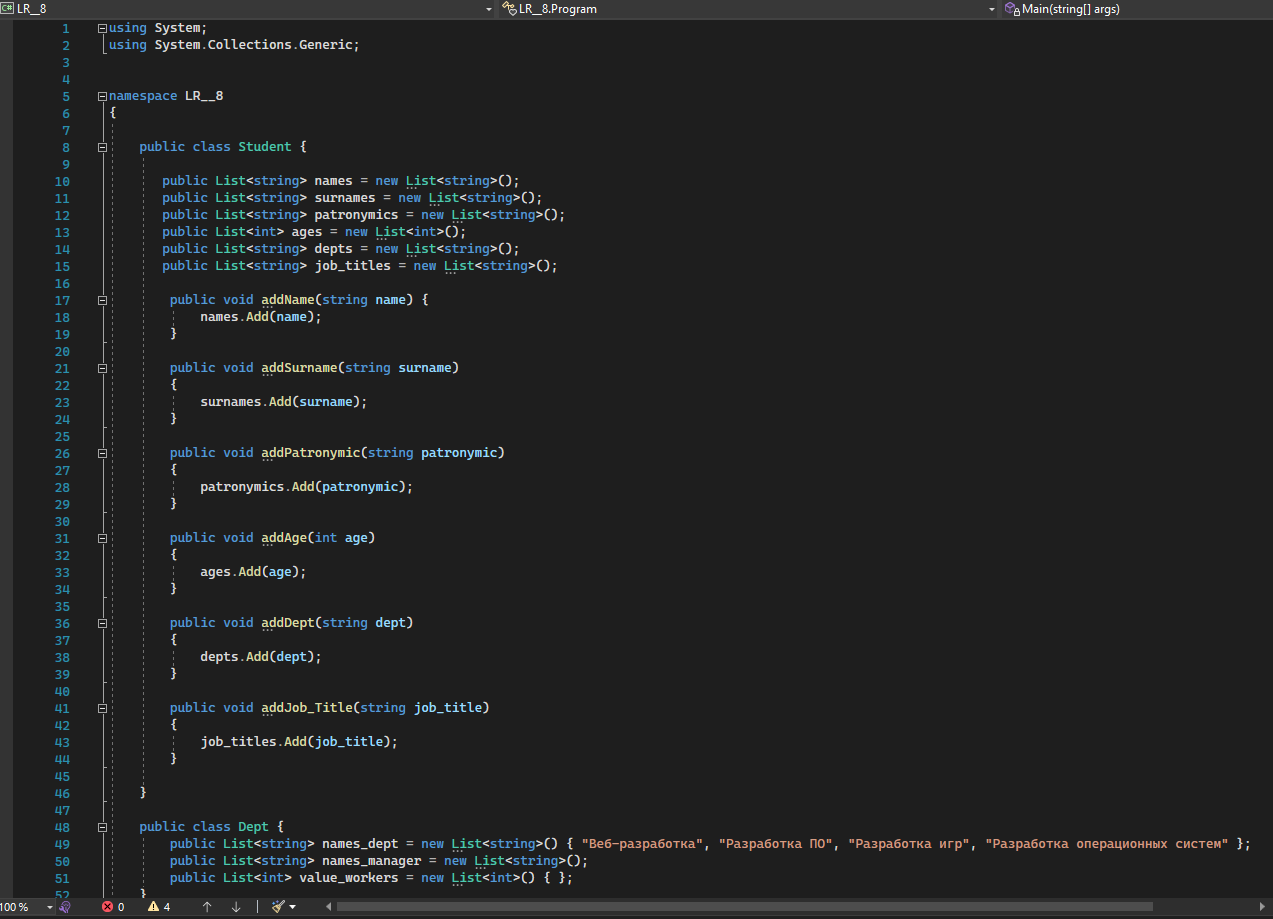 C# LR__8 LR__8.Program Main(string[] args)
1 using System;
2 using System.Collections.Generic;
3
4
5 namespace LR__8
6 {
7
8 public class Student {
9
10 public List<string> names = new List<string>();
11 public List<string> surnames = new List<string>();
12 public List<string> patronymics = new List<string>();
13 public List<int> ages = new List<int>();
14 public List<string> depts = new List<string>();
15 public List<string> job_titles = new List<string>();
16
17 public void addName(string name) {
18 names.Add(name);
19 }
20
21 public void addSurname(string surname)
22 {
23 surnames.Add(surname);
24 }
25
26 public void addPatronymic(string patronymic)
27 {
28 patronymics.Add(patronymic);
29 }
30
31 public void addAge(int age)
32 {
33 ages.Add(age);
34 }
35
36 public void addDept(string dept)
37 {
38 depts.Add(dept);
39 }
40
41 public void addJob_Title(string job_title)
42 {
43 job_titles.Add(job_title);
44 }
45
46 }
47
48 public class Dept {
49 public List<string> names_dept = new List<string>() { "Веб-разработка", "Разработка ПО", "Разработка игр", "Разработка операционных систем" };
50 public List<string> names_manager = new List<string>();
51 public List<int> value_workers = new List<int>() { };
52 }
100 % 0 4